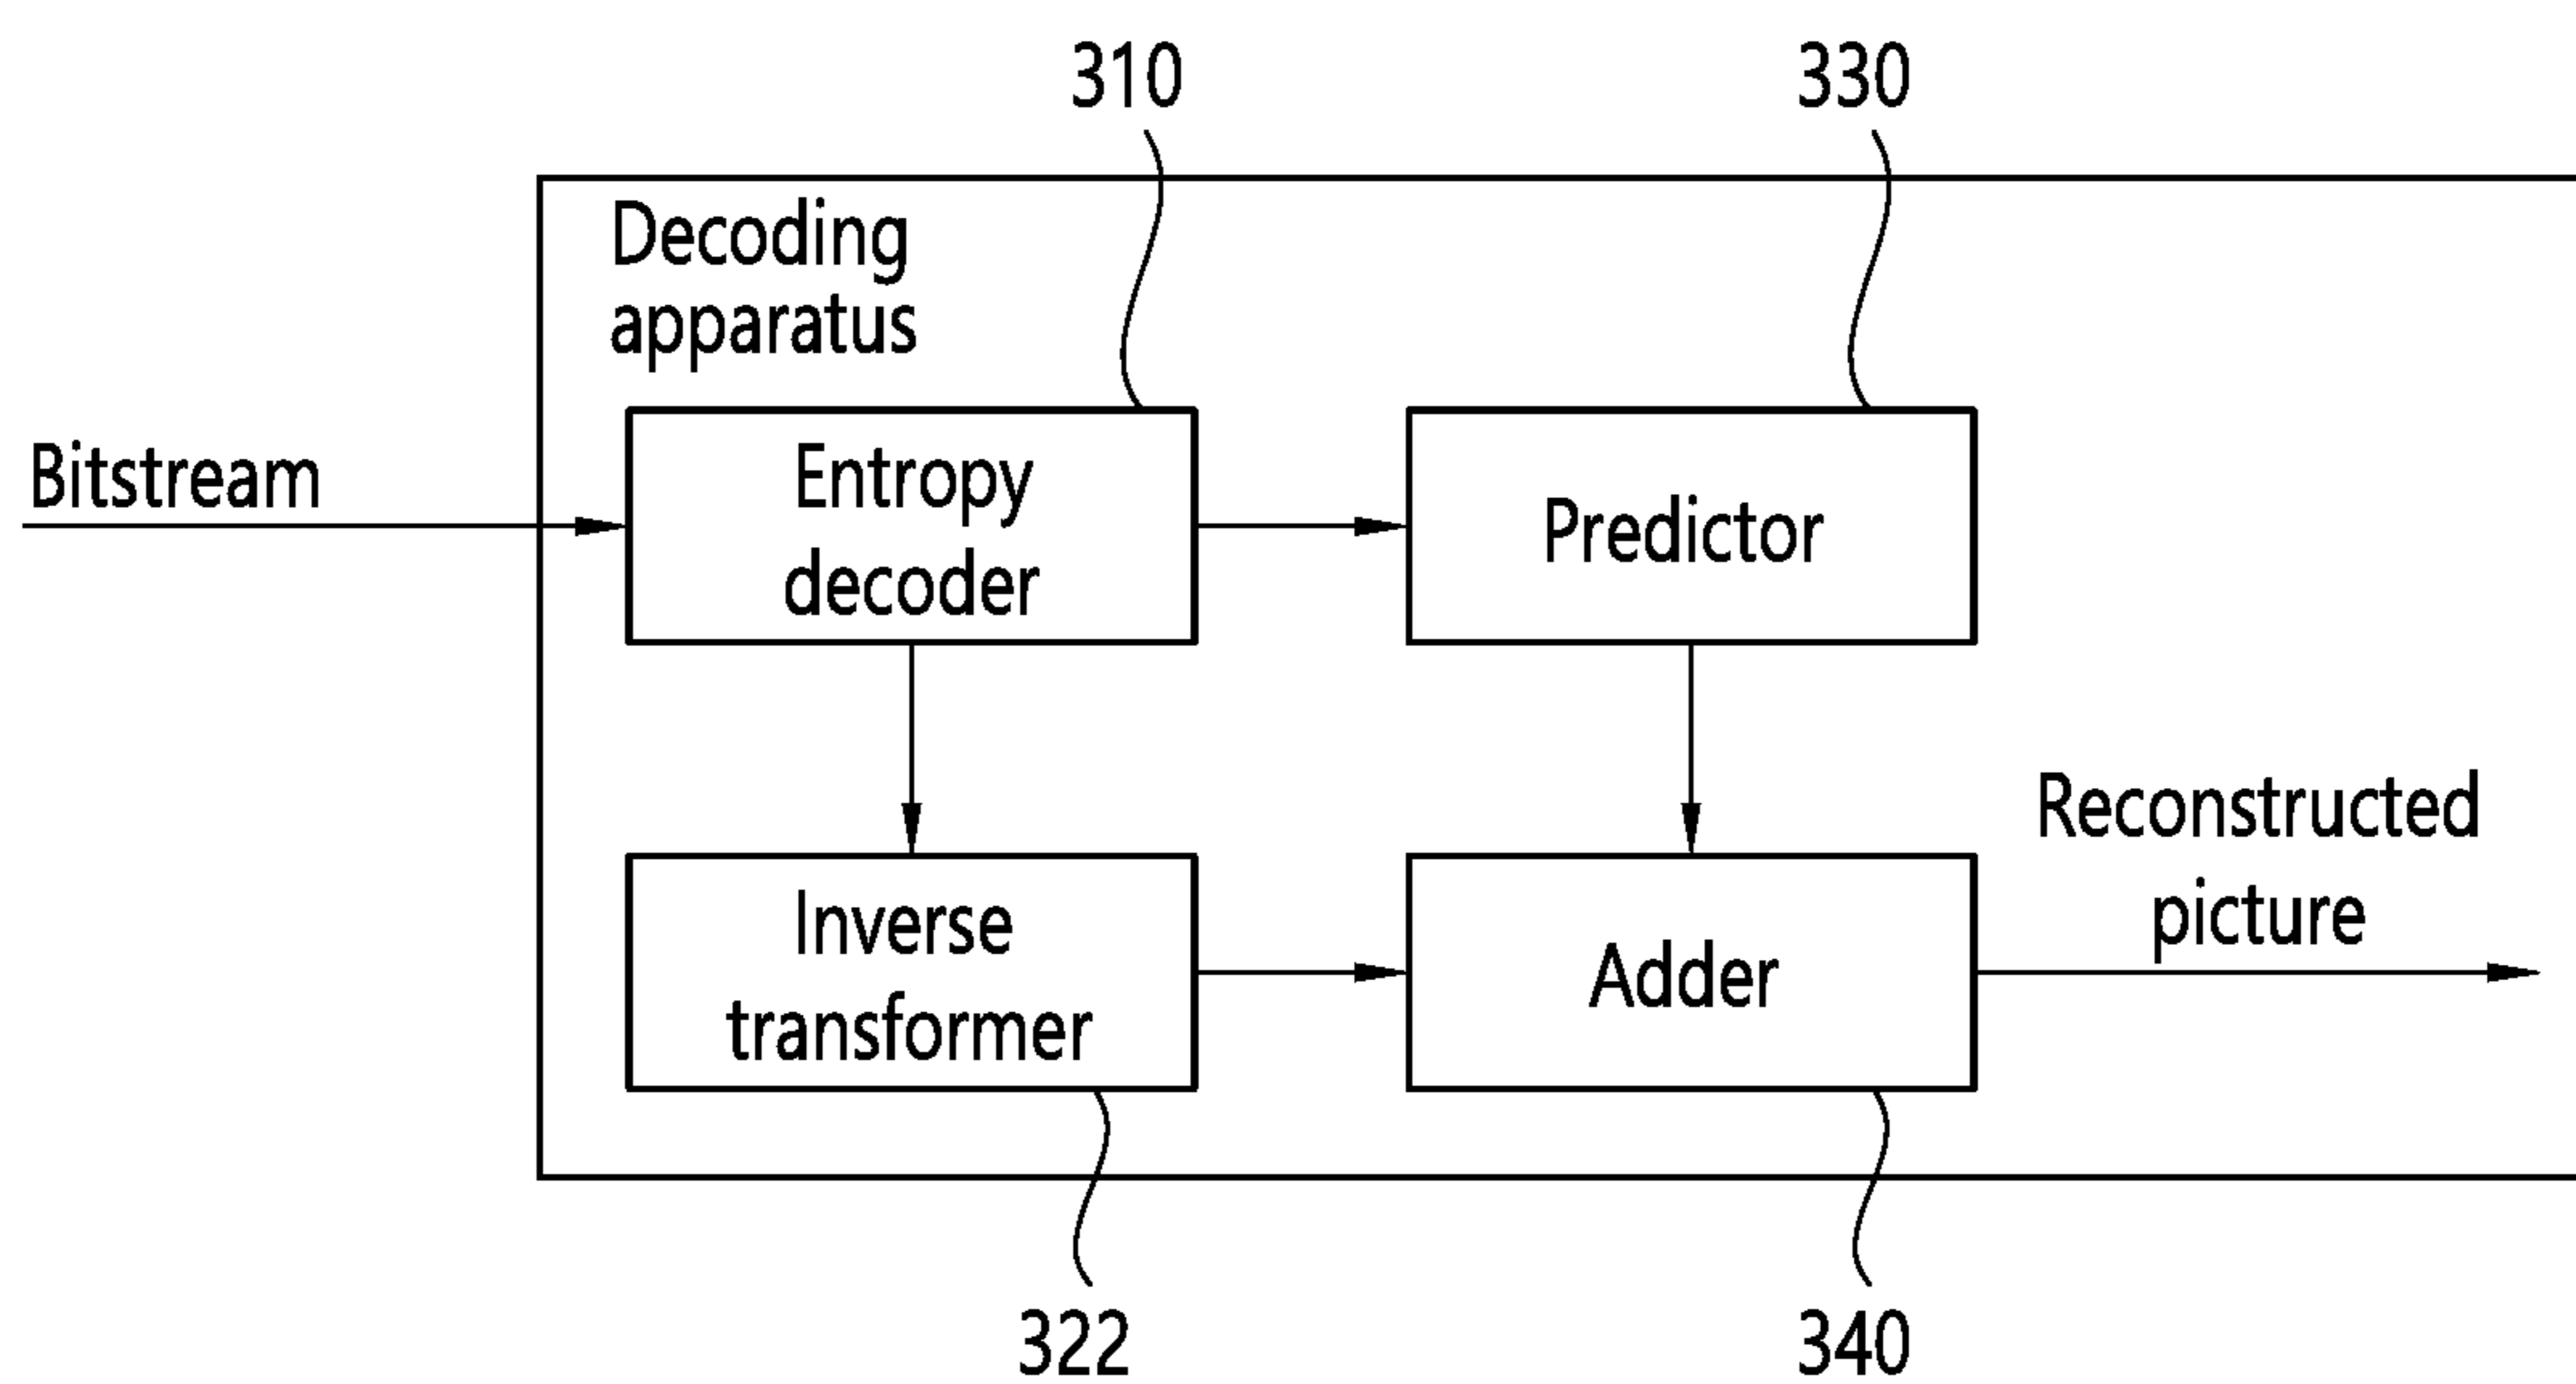 310
330
Decoding
apparatus
Bitstream
Entropy
decoder
Predictor
Reconstructed
picture
Inverse
transformer
Adder
322
340